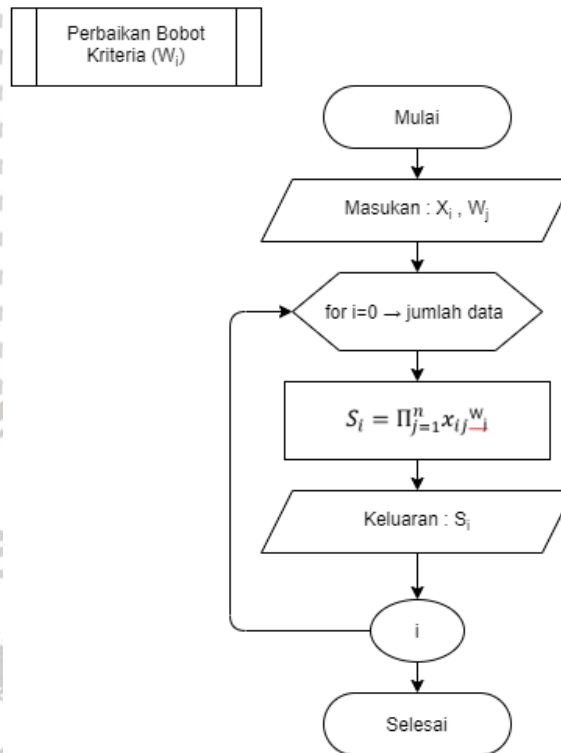 Perbaikan Bobot
Kriteria (Wᵢ)
Mulai
Masukan : Xᵢ , Wⱼ
for i=0 → jumlah data
Sᵢ = ∏ⁿⱼ₌₁ xᵢⱼ^Wⱼ
Keluaran : Sᵢ
i
Selesai